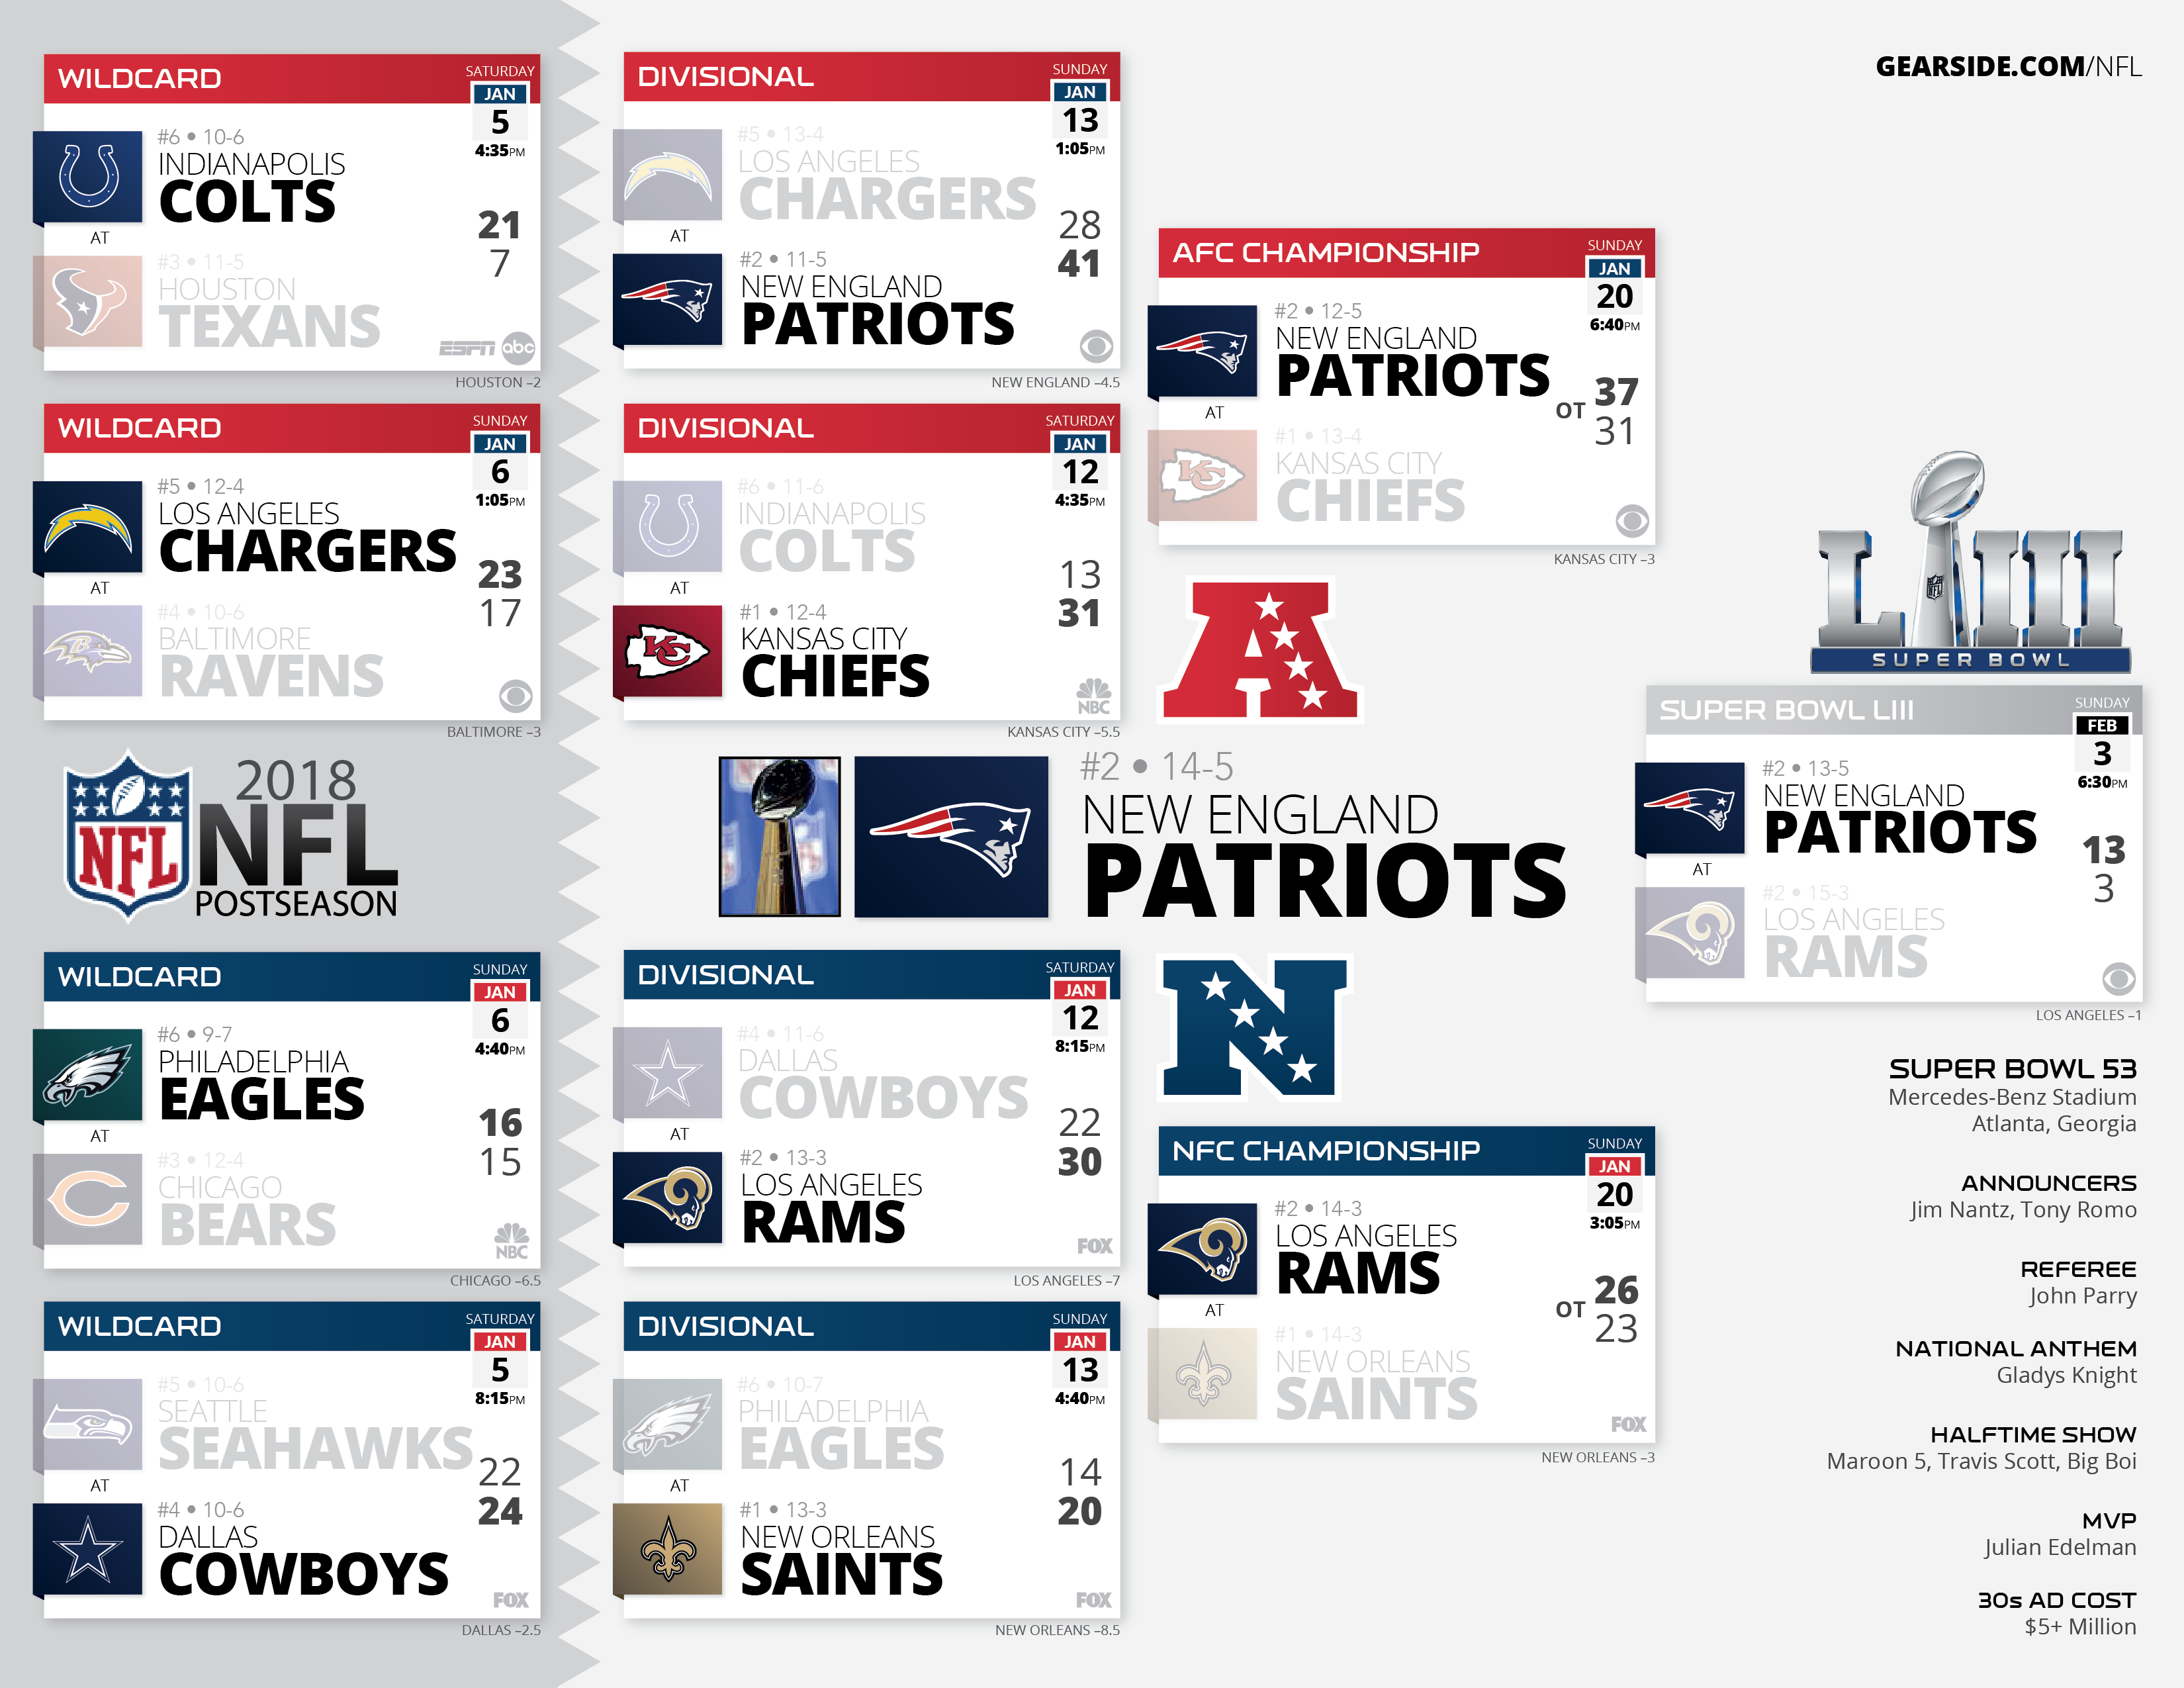 GEARSIDE.COM/NFL
WILDCARD
SATURDAY
JAN
5
4:35PM
#6 • 10-6
INDIANAPOLIS
COLTS
21
AT
7
#3 • 11-5
HOUSTON
TEXANS
ESPN abc
HOUSTON –2
WILDCARD
SUNDAY
JAN
6
1:05PM
#5 • 12-4
LOS ANGELES
CHARGERS
23
AT
17
#4 • 10-6
BALTIMORE
RAVENS
BALTIMORE –3
NFL
2018
NFL
POSTSEASON
WILDCARD
SUNDAY
JAN
6
4:40PM
#6 • 9-7
PHILADELPHIA
EAGLES
16
AT
15
#3 • 12-4
CHICAGO
BEARS
NBC
CHICAGO –6.5
WILDCARD
SATURDAY
JAN
5
8:15PM
#5 • 10-6
SEATTLE
SEAHAWKS
22
AT
24
#4 • 10-6
DALLAS
COWBOYS
FOX
DALLAS –2.5
DIVISIONAL
SUNDAY
JAN
13
1:05PM
#5 • 13-4
LOS ANGELES
CHARGERS
28
AT
41
#2 • 11-5
NEW ENGLAND
PATRIOTS
NEW ENGLAND –4.5
DIVISIONAL
SATURDAY
JAN
12
4:35PM
#6 • 11-6
INDIANAPOLIS
COLTS
13
AT
31
#1 • 12-4
KANSAS CITY
KC
CHIEFS
NBC
KANSAS CITY –5.5
#2 • 14-5
NEW ENGLAND
PATRIOTS
DIVISIONAL
SATURDAY
JAN
12
8:15PM
#4 • 11-6
DALLAS
COWBOYS
22
AT
30
#2 • 13-3
LOS ANGELES
RAMS
FOX
LOS ANGELES –7
DIVISIONAL
SUNDAY
JAN
13
4:40PM
#6 • 10-7
PHILADELPHIA
EAGLES
14
AT
20
#1 • 13-3
NEW ORLEANS
SAINTS
FOX
NEW ORLEANS –8.5
AFC CHAMPIONSHIP
SUNDAY
JAN
20
6:40PM
#2 • 12-5
NEW ENGLAND
PATRIOTS
OT 37
AT
31
#1 • 13-4
KANSAS CITY
KC
CHIEFS
KANSAS CITY –3
A
N
NFC CHAMPIONSHIP
SUNDAY
JAN
20
3:05PM
#2 • 14-3
LOS ANGELES
RAMS
OT 26
AT
23
#1 • 14-3
NEW ORLEANS
SAINTS
FOX
NEW ORLEANS –3
LIII
NFL
SUPER BOWL
SUPER BOWL LIII
SUNDAY
FEB
3
6:30PM
#2 • 13-5
NEW ENGLAND
PATRIOTS
13
AT
3
#2 • 15-3
LOS ANGELES
RAMS
LOS ANGELES –1
SUPER BOWL 53
Mercedes-Benz Stadium
Atlanta, Georgia
ANNOUNCERS
Jim Nantz, Tony Romo
REFEREE
John Parry
NATIONAL ANTHEM
Gladys Knight
HALFTIME SHOW
Maroon 5, Travis Scott, Big Boi
MVP
Julian Edelman
30s AD COST
$5+ Million